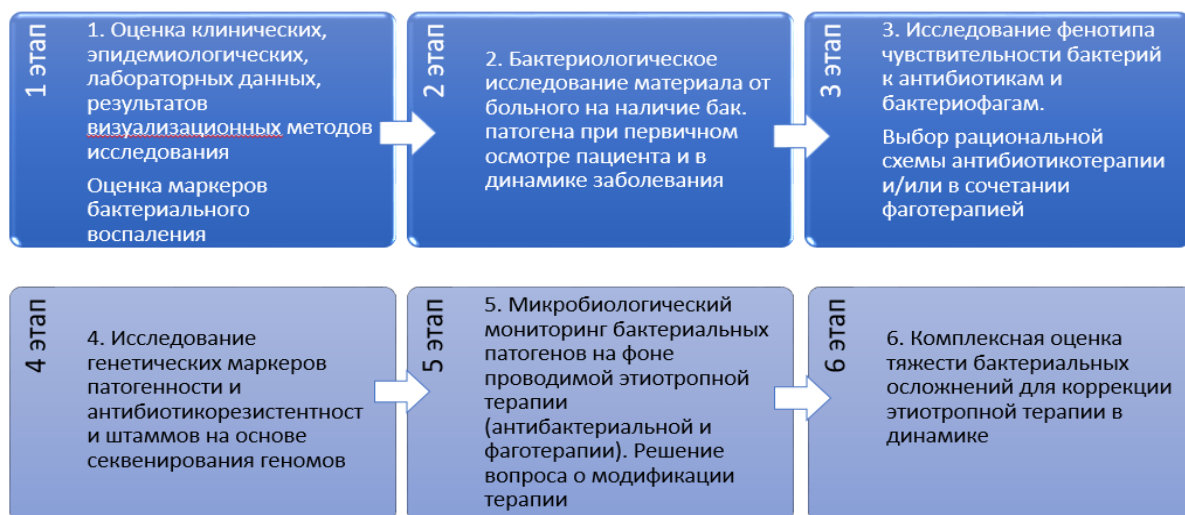 1 этап
1. Оценка клинических,
эпидемиологических,
лабораторных данных,
результатов
визуализационных методов
исследования
Оценка маркеров
бактериального
воспаления
2 этап
2. Бактериологическое
исследование материала от
больного на наличие бак.
патогена при первичном
осмотре пациента и в
динамике заболевания
3 этап
3. Исследование фенотипа
чувствительности бактерий
к антибиотикам и
бактериофагам.
Выбор рациональной
схемы антибиотикотерапии
и/или в сочетании
фаготерапией
4 этап
4. Исследование
генетических маркеров
патогенности и
антибиотикорезистентност
и штаммов на основе
секвенирования геномов
5 этап
5. Микробиологический
мониторинг бактериальных
патогенов на фоне
проводимой этиотропной
терапии
(антибактериальной и
фаготерапии). Решение
вопроса о модификации
терапии
6 этап
6. Комплексная оценка
тяжести бактериальных
осложнений для коррекции
этиотропной терапии в
динамике